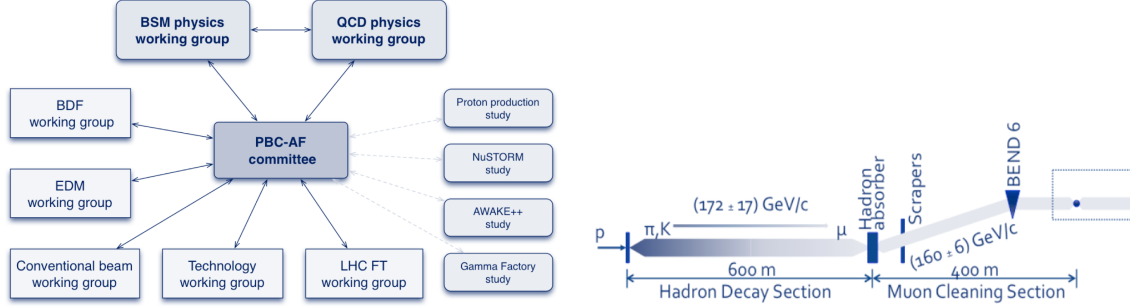 BSM physics
working group
QCD physics
working group
BDF
working group
PBC-AF
committee
Proton production
study
NuSTORM
study
EDM
working group
AWAKE++
study
Conventional beam
working group
Technology
working group
LHC FT
working group
Gamma Factory
study
p
π,K
(172 ± 17) GeV/c
μ
Hadron
absorber
Scrapers
BEND 6
(160 ± 6) GeV/c
600 m
400 m
Hadron Decay Section
Muon Cleaning Section